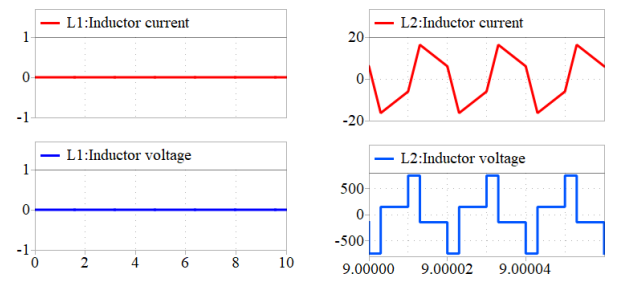 L1:Inductor current
1
0
-1
L1:Inductor voltage
1
0
-1
0 2 4 6 8 10
L2:Inductor current
20
0
-20
L2:Inductor voltage
500
0
-500
9.00000 9.00002 9.00004